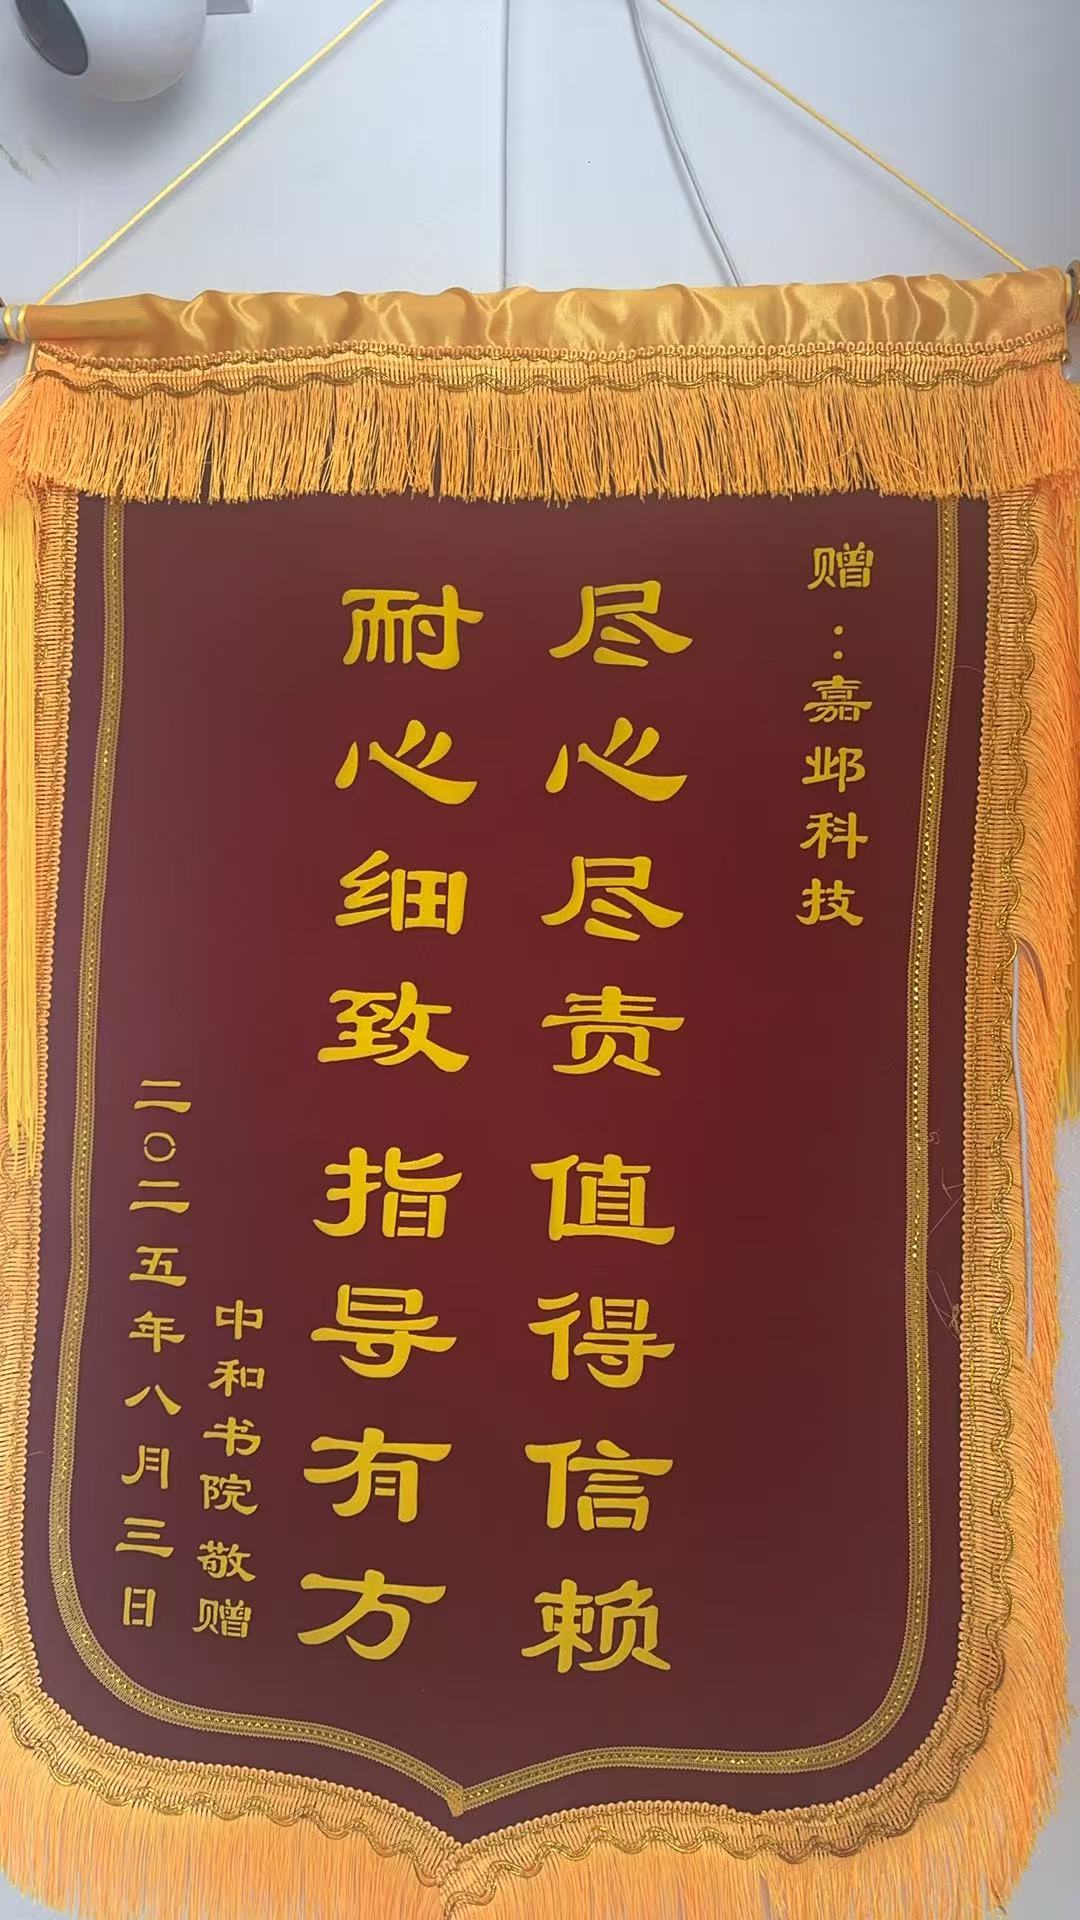 赠：嘉邺科技
尽心尽责 值得信赖
耐心细致 指导有方
中和书院敬赠
二〇二五年八月三日